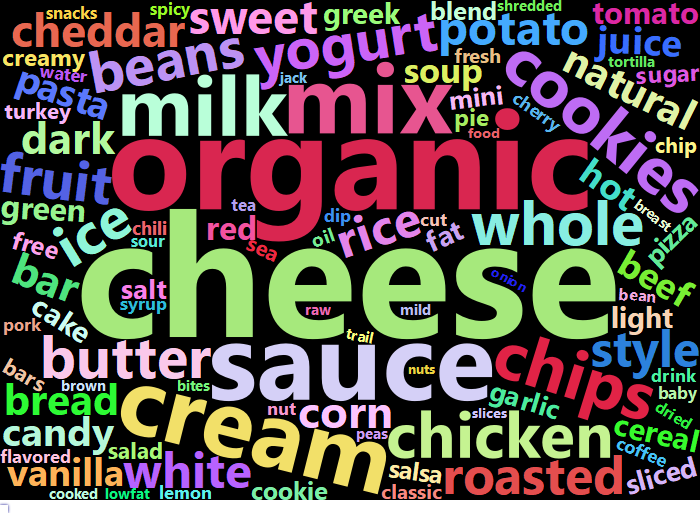 snacks
spicy
sweet
greek
blend
shredded
tomato
cheddar
creamy
beans
yogurt
potato
juice
water
jack
soup
fresh
tortilla
sugar
pasta
milk
mix
mini
cookies
natural
turkey
pie
cherry
food
dark
organic
chip
fruit
hot
green
ice
tea
dip
rice
cut
whole
breast
pizza
free
chili
sour
red
sea
oil
fat
cheese
onion
beef
bar
salt
syrup
raw
mild
bean
cake
light
pork
trail
butter
sauce
nuts
chips
style
bars
brown
bites
drink
baby
bread
cream
nut
corn
slices
garlic
dried
candy
peas
chicken
cereal
flavored
salad
coffee
vanilla
white
salsa
roasted
sliced
cooked
lowfat
lemon
cookie
classic